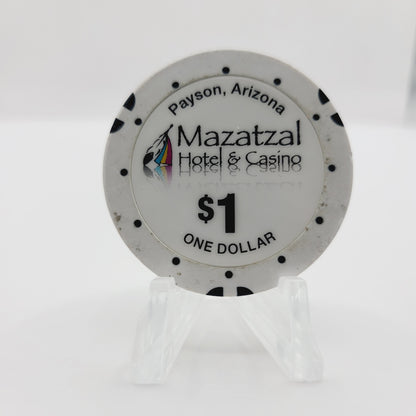 Payson, Arizona
Mazatzal
Hotel & Casino
$1
ONE DOLLAR